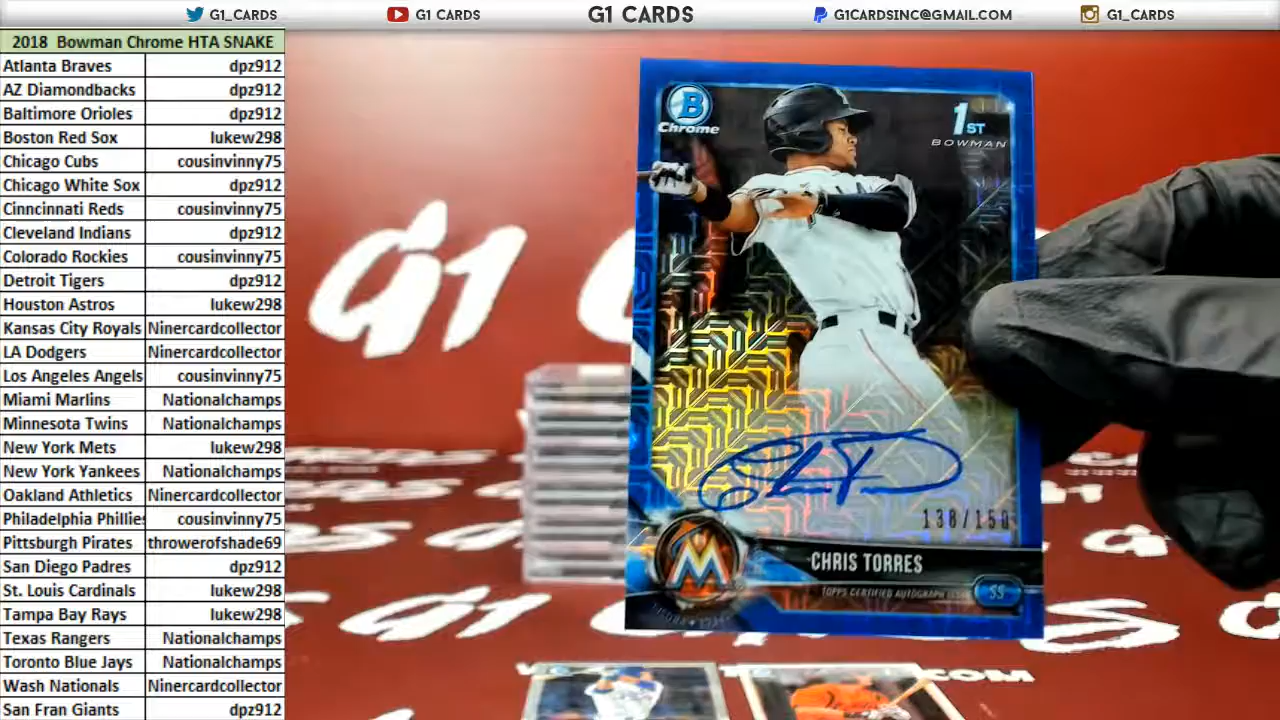 G1_CARDS
G1 CARDS
G1 CARDS
G1CARDSINC@GMAIL.COM
G1_CARDS
2018 Bowman Chrome HTA SNAKE
Atlanta Braves dpz912
AZ Diamondbacks dpz912
Baltimore Orioles dpz912
Boston Red Sox lukew298
Chicago Cubs cousinvinny75
Chicago White Sox dpz912
Cinncinnati Reds cousinvinny75
Cleveland Indians dpz912
Colorado Rockies cousinvinny75
Detroit Tigers dpz912
Houston Astros lukew298
Kansas City Royals Ninercardcollector
LA Dodgers Ninercardcollector
Los Angeles Angels cousinvinny75
Miami Marlins Nationalchamps
Minnesota Twins Nationalchamps
New York Mets lukew298
New York Yankees Nationalchamps
Oakland Athletics Ninercardcollector
Philadelphia Phillies cousinvinny75
Pittsburgh Pirates throwerofshade69
San Diego Padres dpz912
St. Louis Cardinals lukew298
Tampa Bay Rays lukew298
Texas Rangers Nationalchamps
Toronto Blue Jays Nationalchamps
Wash Nationals Ninercardcollector
San Fran Giants dpz912
B
Chrome
1ST
BOWMAN
138/150
M
CHRIS TORRES
TOPPS CERTIFIED AUTOGRAPH ISSUE
SS
G1